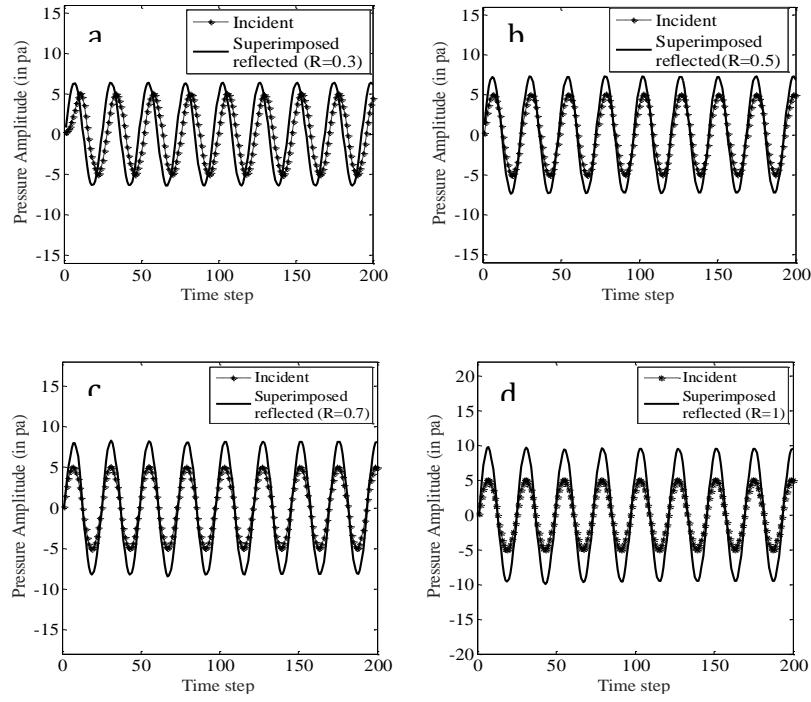 a
Incident
Superimposed
reflected (R=0.3)
Pressure Amplitude (in pa)
15
10
5
0
-5
-10
-15
0
50
100
150
200
Time step
b
Incident
Superimposed
reflected(R=0.5)
Pressure Amplitude (in pa)
15
10
5
0
-5
-10
-15
0
50
100
150
200
Time step
c
Incident
Superimposed
reflected (R=0.7)
Pressure Amplitude (in pa)
15
10
5
0
-5
-10
-15
0
50
100
150
200
Time step
d
Incident
Superimposed
reflected (R=1)
Pressure Amplitude (in pa)
20
15
10
5
0
-5
-10
-15
-20
0
50
100
150
200
Time step